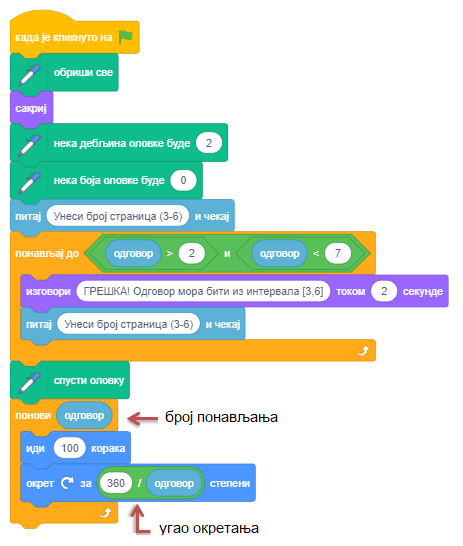 када је кликнуто на
обриши све
сакриј
нека дебљина оловке буде 2
нека боја оловке буде 0
питај Унеси број страница (3-6) и чекај
понављај до одговор > 2 и одговор < 7
изговори ГРЕШКА! Одговор мора бити из интервала [3,6] током 2 секунде
питај Унеси број страница (3-6) и чекај
спусти оловку
понови одговор број понављања
иди 100 корака
окрет за 360 / одговор степени
угао окретања